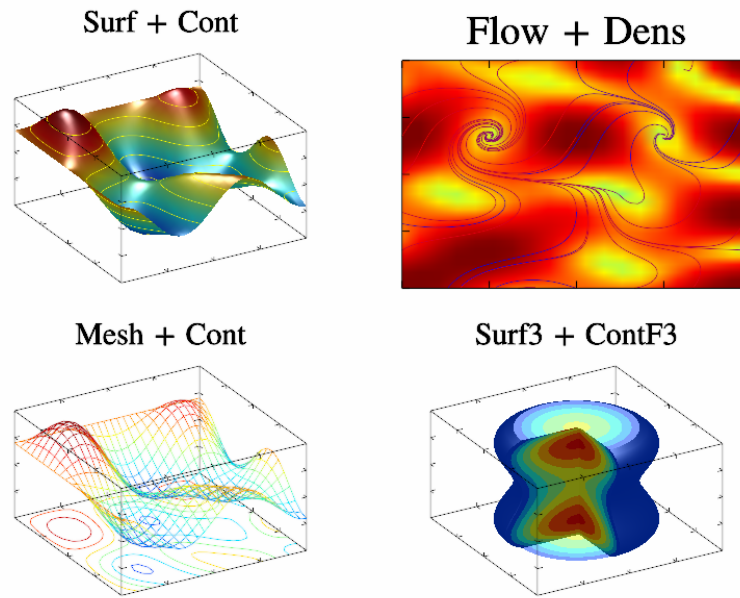 Surf + Cont
Flow + Dens
Mesh + Cont
Surf3 + ContF3